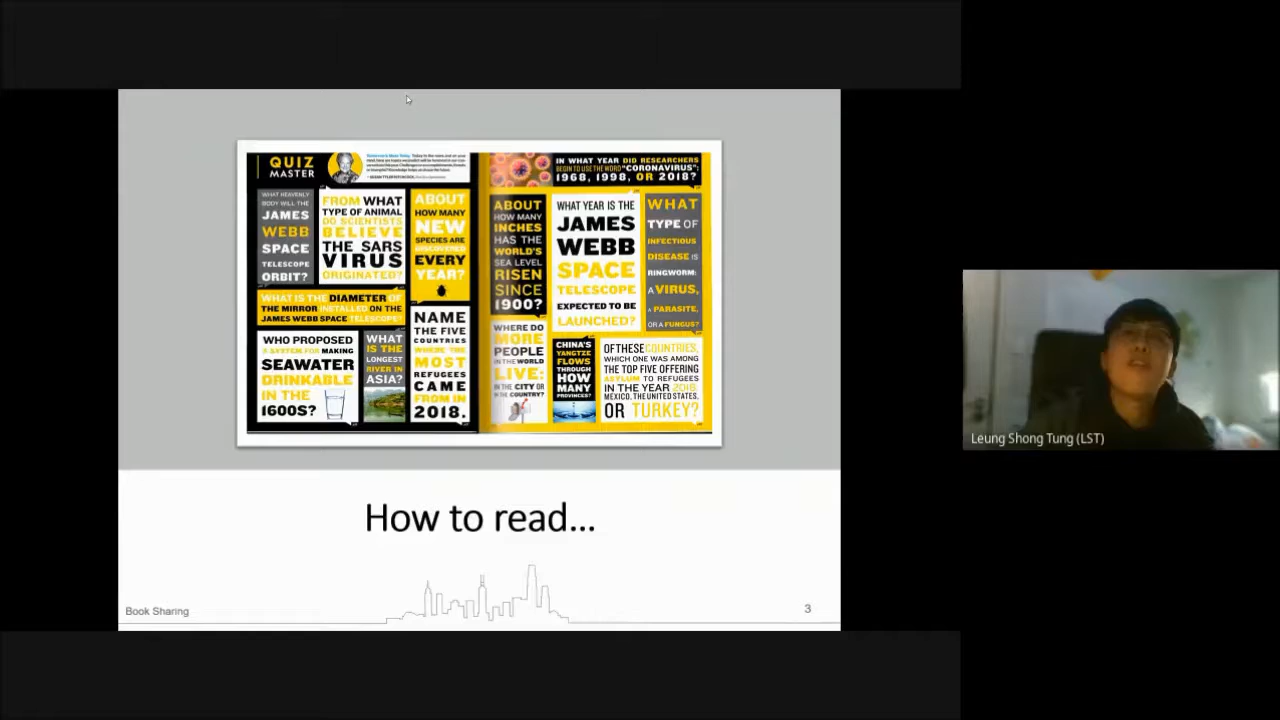 QUIZ
MASTER
IN WHAT YEAR DID RESEARCHERS
BEGIN TO USE THE WORD "CORONAVIRUS":
1968, 1998, OR 2018?
WHAT HEAVENLY
BODY WILL THE
JAMES
WEBB
SPACE
TELESCOPE
ORBIT?
FROM WHAT
TYPE OF ANIMAL
DO SCIENTISTS
BELIEVE
THE SARS
VIRUS
ORIGINATED?
ABOUT
HOW MANY
NEW
SPECIES ARE
DISCOVERED
EVERY
YEAR?
WHAT IS THE DIAMETER OF
THE MIRROR INSTALLED ON THE
JAMES WEBB SPACE TELESCOPE?
WHO PROPOSED
A SYSTEM FOR MAKING
SEAWATER
DRINKABLE
IN THE
1600S?
WHAT
IS THE
LONGEST
RIVER IN
ASIA?
NAME
THE FIVE
COUNTRIES
WHERE THE
MOST
REFUGEES
CAME
FROM IN
2018.
ABOUT
HOW MANY
INCHES
HAS THE
WORLD'S
SEA LEVEL
RISEN
SINCE
1900?
WHAT YEAR IS THE
JAMES
WEBB
SPACE
TELESCOPE
EXPECTED TO BE
LAUNCHED?
WHAT
TYPE OF
INFECTIOUS
DISEASE IS
RINGWORM:
A VIRUS,
A PARASITE,
OR A FUNGUS?
WHERE DO
MORE
PEOPLE
IN THE WORLD
LIVE:
IN THE CITY OR
IN THE COUNTRY?
CHINA'S
YANGTZE
FLOWS
THROUGH
HOW
MANY
PROVINCES?
OF THESE COUNTRIES,
WHICH ONE WAS AMONG
THE TOP FIVE OFFERING
ASYLUM TO REFUGEES
IN THE YEAR 2018:
MEXICO, THE UNITED STATES,
OR TURKEY?
How to read...
Book Sharing
3
Leung Shong Tung (LST)